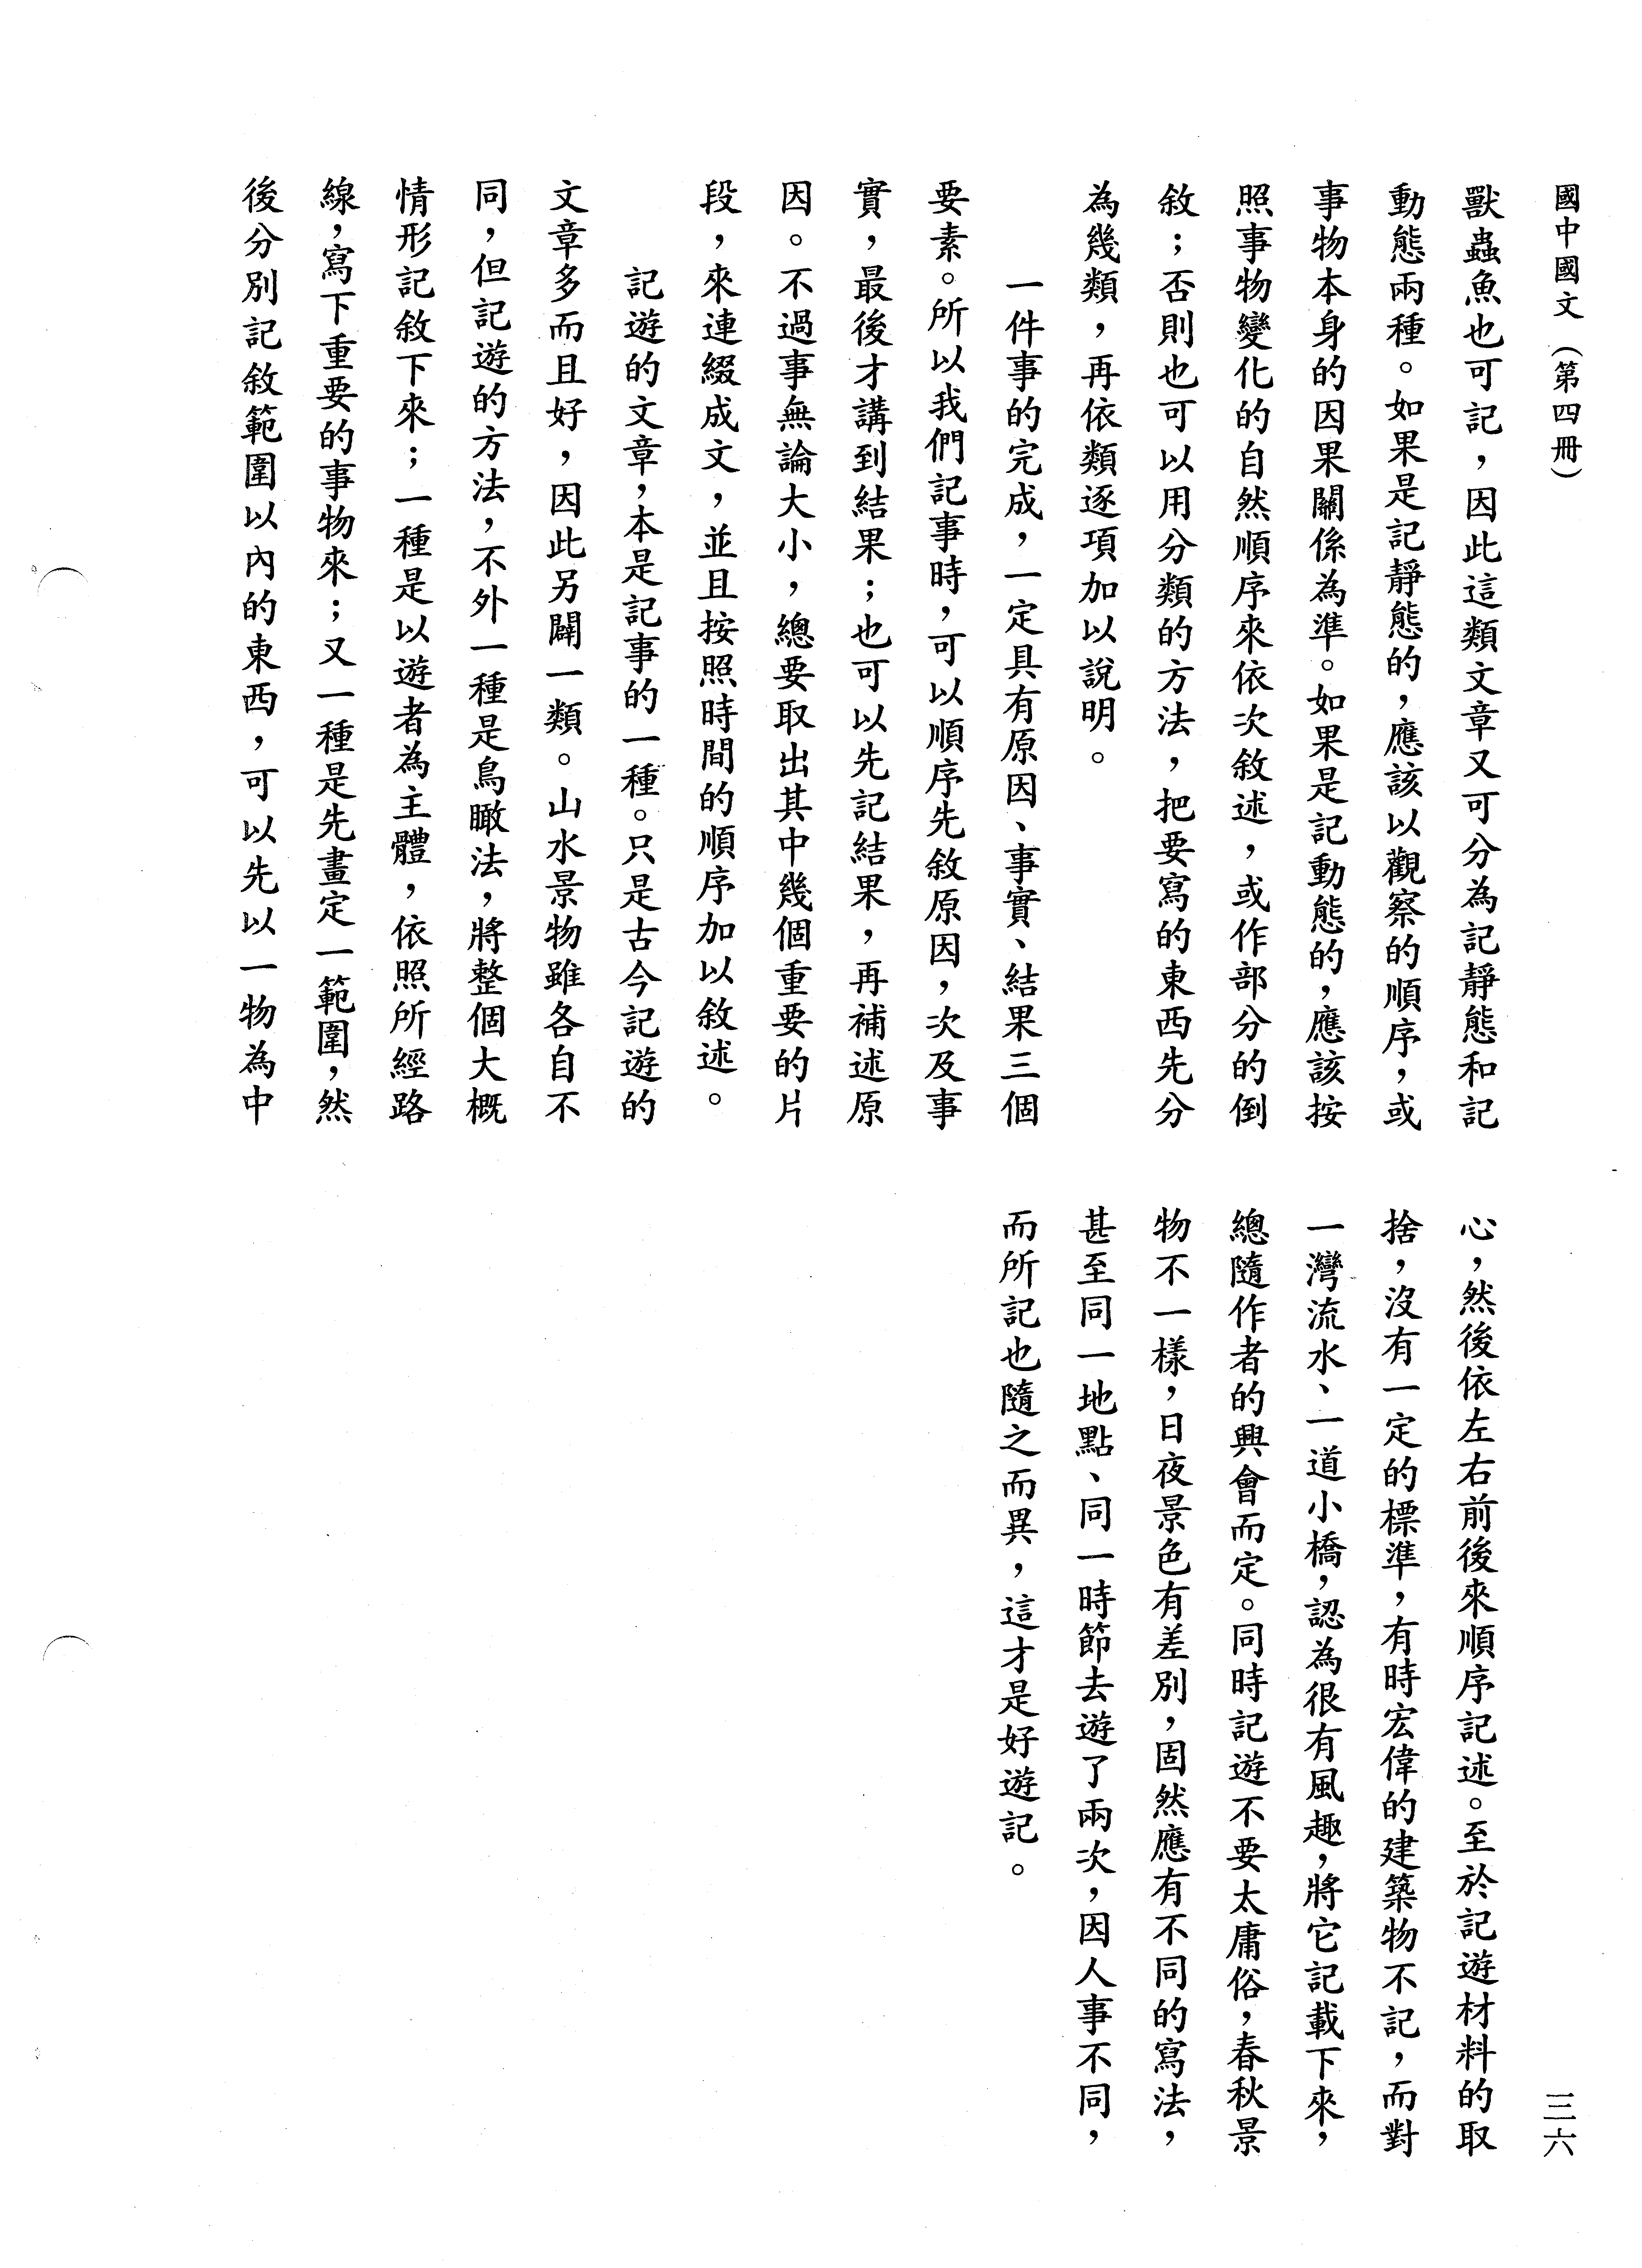 國中國文（第四冊）
獸蟲魚也可記，因此這類文章又可分為記靜態和記
動態兩種。如果是記靜態的，應該以觀察的順序，或
事物本身的因果關係為準。如果是記動態的，應該按
照事物變化的自然順序來依次敘述，或作部分的倒
敘；否則也可以用分類的方法，把要寫的東西先分
為幾類，再依類逐項加以說明。
一件事的完成，一定具有原因、事實、結果三個
要素。所以我們記事時，可以順序先敘原因，次及事
實，最後才講到結果；也可以先記結果，再補述原
因。不過事無論大小，總要取出其中幾個重要的片
段，來連綴成文，並且按照時間的順序加以敘述。
記遊的文章，本是記事的一種。只是古今記遊的
文章多而且好，因此另闢一類。山水景物雖各自不
同，但記遊的方法，不外一種是鳥瞰法，將整個大概
情形記敘下來；一種是以遊者為主體，依照所經路
線，寫下重要的事物來；又一種是先畫定一範圍，然
後分別記敘範圍以內的東西，可以先以一物為中
心，然後依左右前後來順序記述。至於記遊材料的取
捨，沒有一定的標準，有時宏偉的建築物不記，而對
一灣流水、一道小橋，認為很有風趣，將它記載下來，
總隨作者的興會而定。同時記遊不要太庸俗，春秋景
物不一樣，日夜景色有差別，固然應有不同的寫法，
甚至同一地點、同一時節去遊了兩次，因人事不同，
而所記也隨之而異，這才是好遊記。
三六